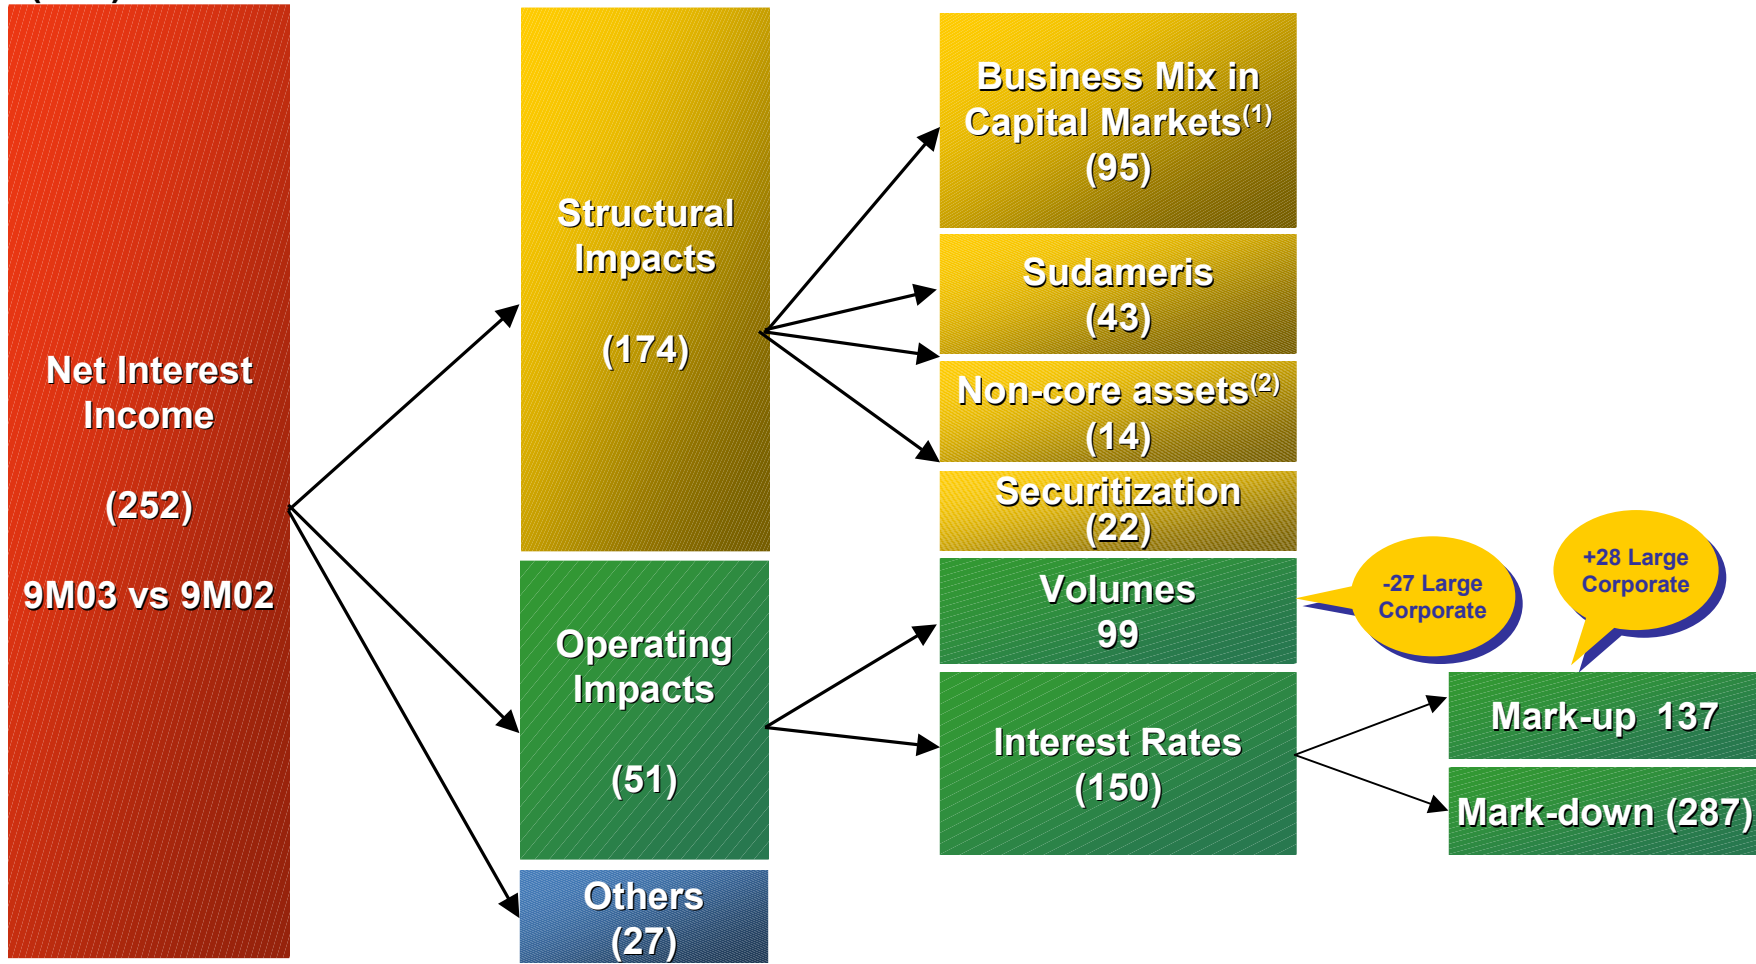 Net Interest
Income
(252)
9M03 vs 9M02
Structural
Impacts
(174)
Operating
Impacts
(51)
Others
(27)
Business Mix in
Capital Markets(1)
(95)
Sudameris
(43)
Non-core assets(2)
(14)
Securitization
(22)
Volumes
99
Interest Rates
(150)
-27 Large
Corporate
+28 Large
Corporate
Mark-up 137
Mark-down (287)